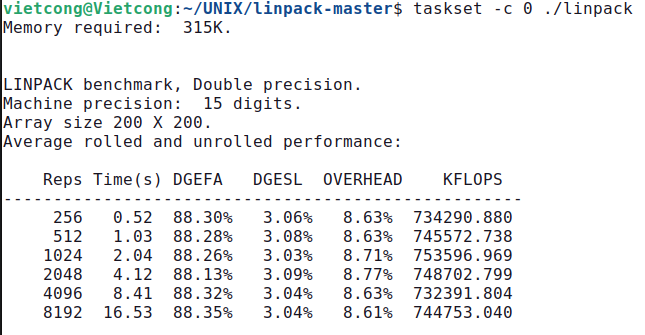 vietcong@Vietcong:~/UNIX/linpack-master$ taskset -c 0 ./linpack
Memory required:  315K.
LINPACK benchmark, Double precision.
Machine precision:  15 digits.
Array size 200 X 200.
Average rolled and unrolled performance:
    Reps Time(s) DGEFA   DGESL  OVERHEAD    KFLOPS
----------------------------------------------------
     256   0.52  88.30%   3.06%   8.63%  734290.880
     512   1.03  88.28%   3.08%   8.63%  745572.738
    1024   2.04  88.26%   3.03%   8.71%  753596.969
    2048   4.12  88.13%   3.09%   8.77%  748702.799
    4096   8.41  88.32%   3.04%   8.63%  732391.804
    8192  16.53  88.35%   3.04%   8.61%  744753.040